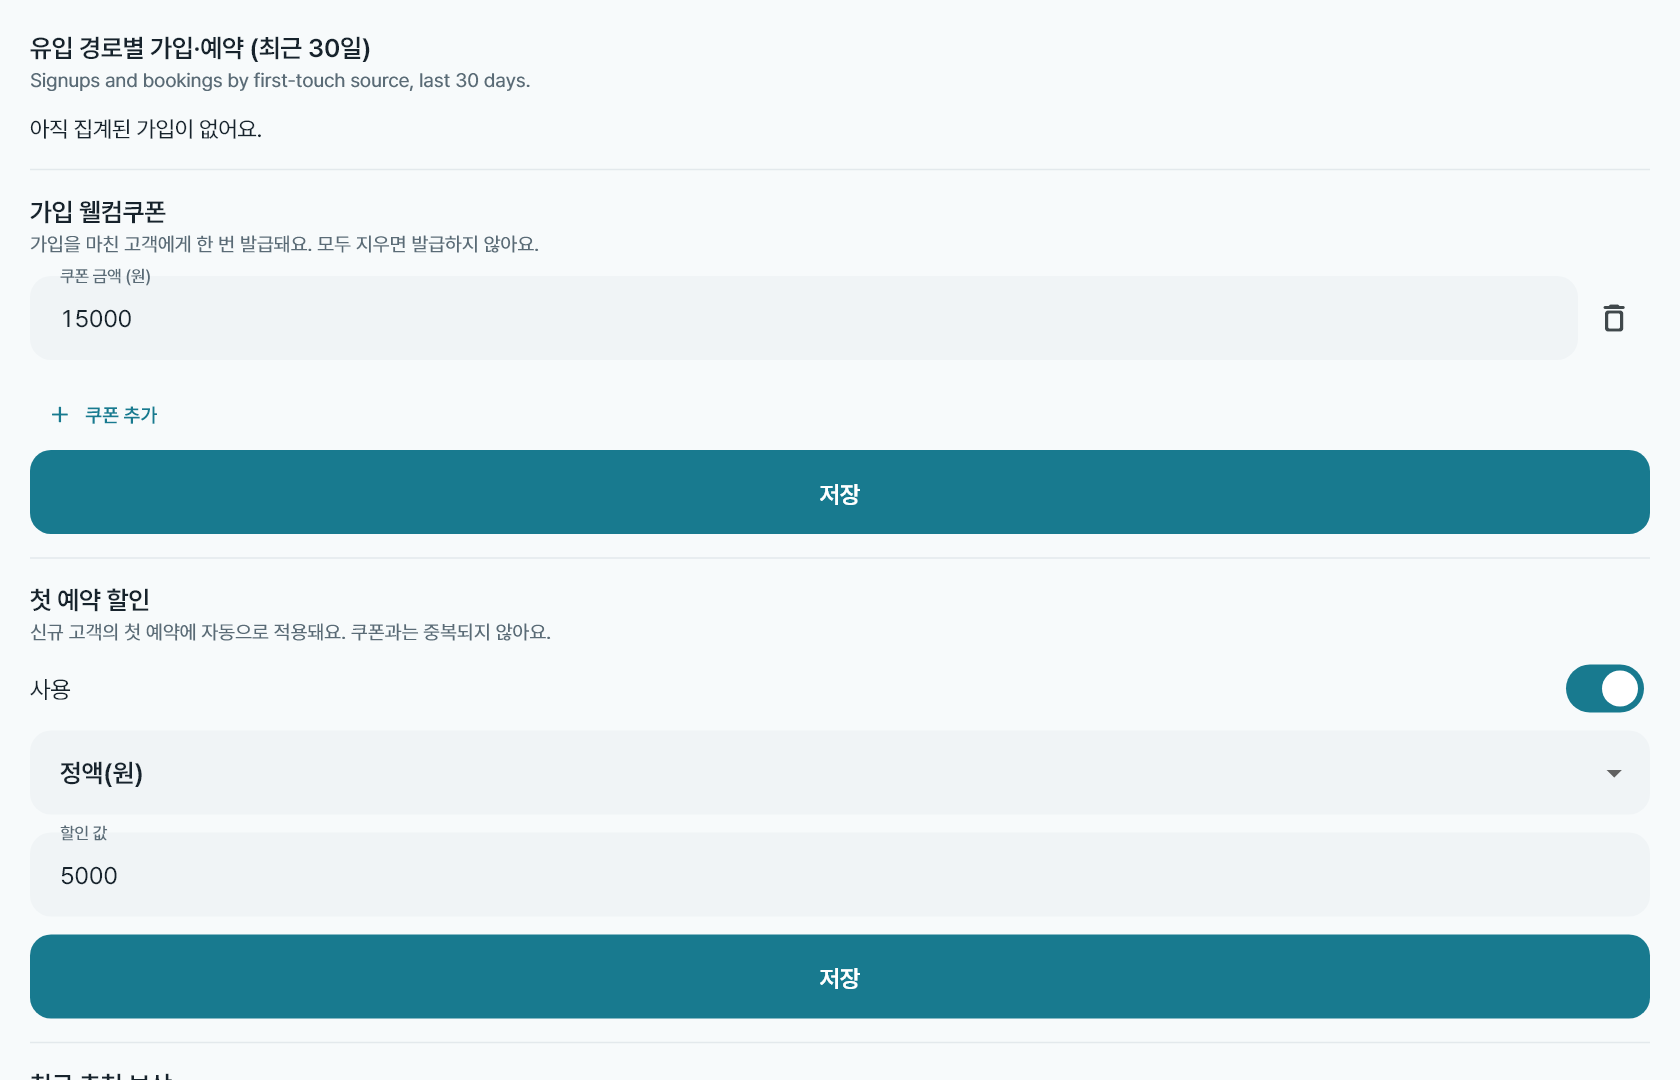 유입 경로별 가입·예약 (최근 30일)
Signups and bookings by first-touch source, last 30 days.
아직 집계된 가입이 없어요.
가입 웰컴쿠폰
가입을 마친 고객에게 한 번 발급돼요. 모두 지우면 발급하지 않아요.
쿠폰 금액 (원)
15000
쿠폰 추가
저장
첫 예약 할인
신규 고객의 첫 예약에 자동으로 적용돼요. 쿠폰과는 중복되지 않아요.
사용
정액(원)
할인 값
5000
저장